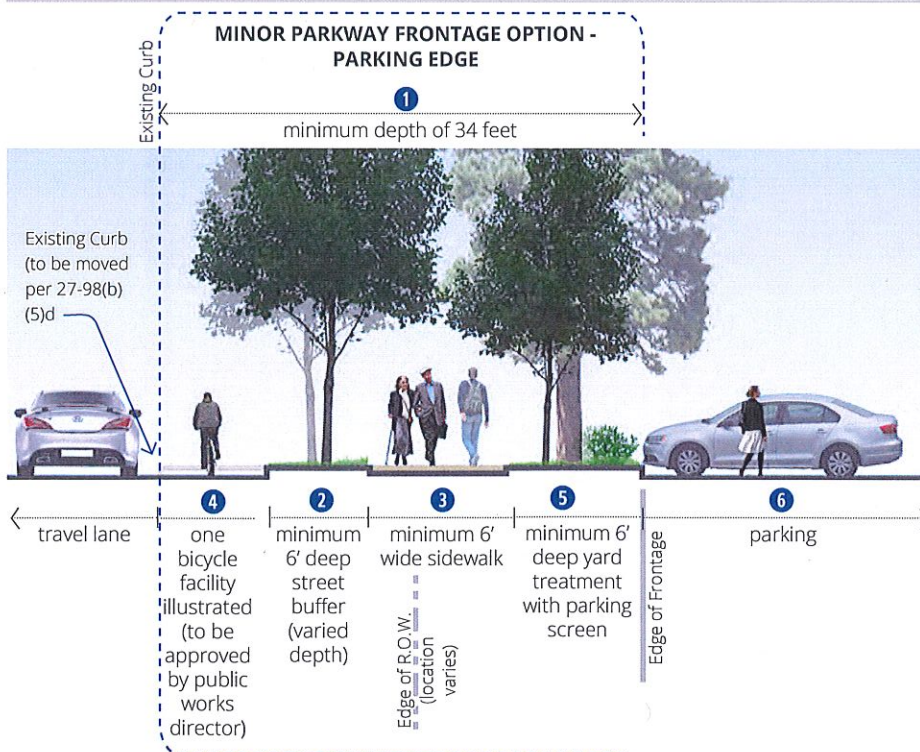 MINOR PARKWAY FRONTAGE OPTION -
PARKING EDGE
Existing Curb
1
minimum depth of 34 feet
Existing Curb
(to be moved
per 27-98(b)
(5)d
travel lane
4
one
bicycle
facility
illustrated
(to be
approved
by public
works
director)
2
minimum
6' deep
street
buffer
(varied
depth)
3
minimum 6'
wide sidewalk
Edge of R.O.W.
(location
varies)
5
minimum 6'
deep yard
treatment
with parking
screen
Edge of Frontage
6
parking